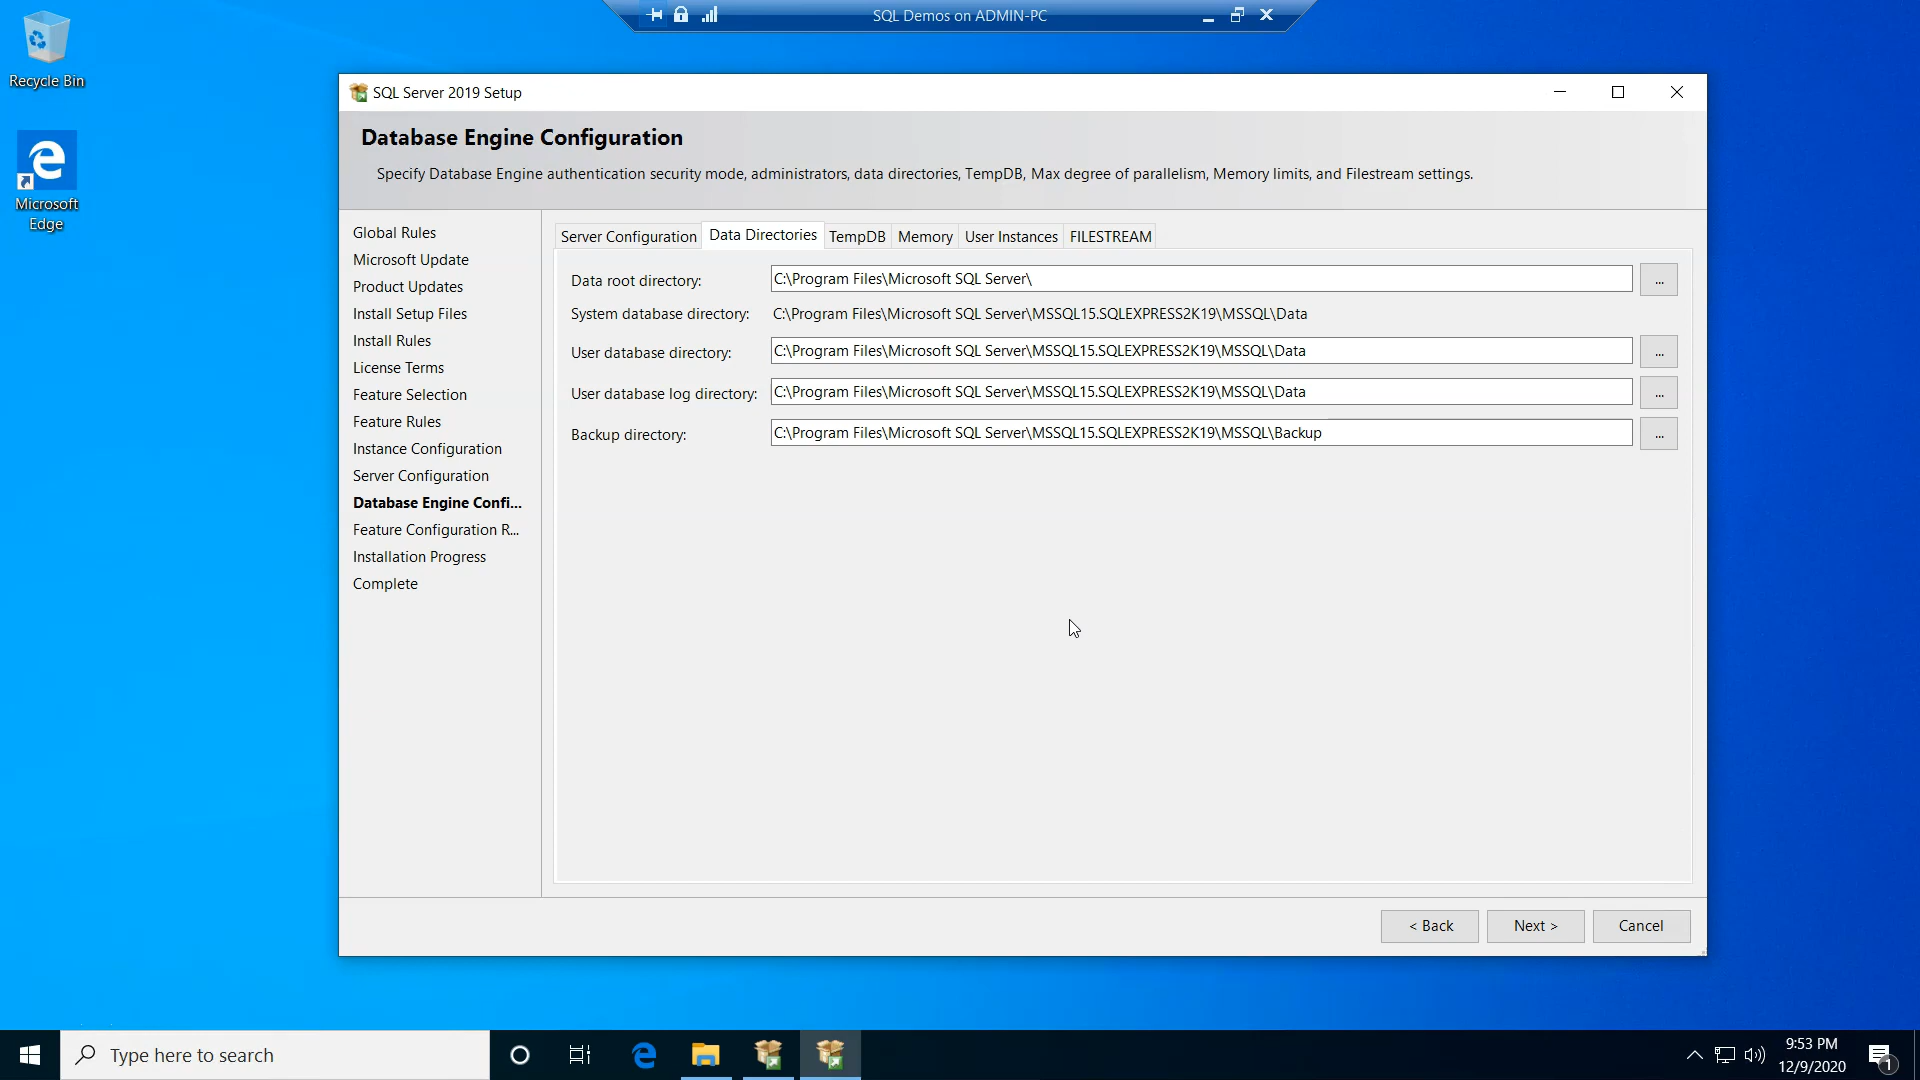 SQL Demos on ADMIN-PC
Recycle Bin
Microsoft
Edge
SQL Server 2019 Setup
Database Engine Configuration
Specify Database Engine authentication security mode, administrators, data directories, TempDB, Max degree of parallelism, Memory limits, and Filestream settings.
Global Rules
Microsoft Update
Product Updates
Install Setup Files
Install Rules
License Terms
Feature Selection
Feature Rules
Instance Configuration
Server Configuration
Database Engine Confi...
Feature Configuration R...
Installation Progress
Complete
Server Configuration Data Directories TempDB Memory User Instances FILESTREAM
Data root directory: C:\Program Files\Microsoft SQL Server\ ...
System database directory: C:\Program Files\Microsoft SQL Server\MSSQL15.SQLEXPRESS2K19\MSSQL\Data
User database directory: C:\Program Files\Microsoft SQL Server\MSSQL15.SQLEXPRESS2K19\MSSQL\Data ...
User database log directory: C:\Program Files\Microsoft SQL Server\MSSQL15.SQLEXPRESS2K19\MSSQL\Data ...
Backup directory: C:\Program Files\Microsoft SQL Server\MSSQL15.SQLEXPRESS2K19\MSSQL\Backup ...
< Back Next > Cancel
Type here to search
9:53 PM
12/9/2020
1